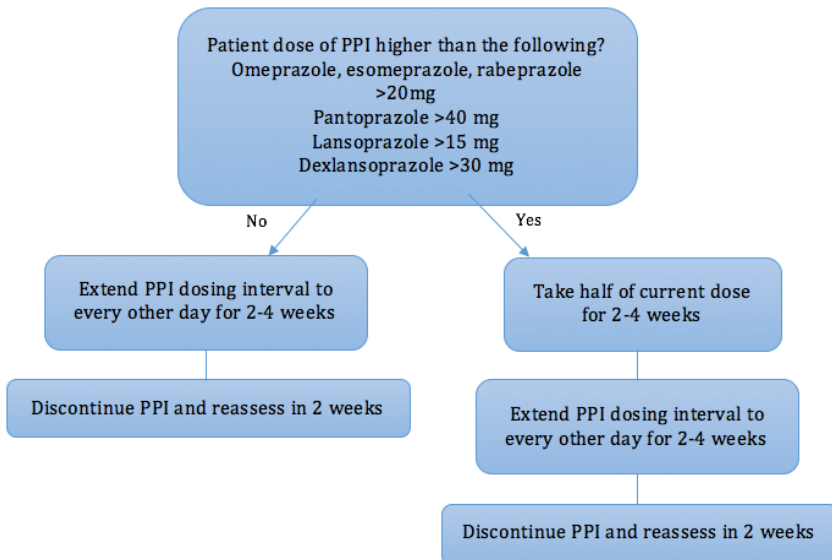 Patient dose of PPI higher than the following?
Omeprazole, esomeprazole, rabeprazole
>20mg
Pantoprazole >40 mg
Lansoprazole >15 mg
Dexlansoprazole >30 mg
No
Yes
Extend PPI dosing interval to
every other day for 2-4 weeks
Discontinue PPI and reassess in 2 weeks
Take half of current dose
for 2-4 weeks
Extend PPI dosing interval to
every other day for 2-4 weeks
Discontinue PPI and reassess in 2 weeks